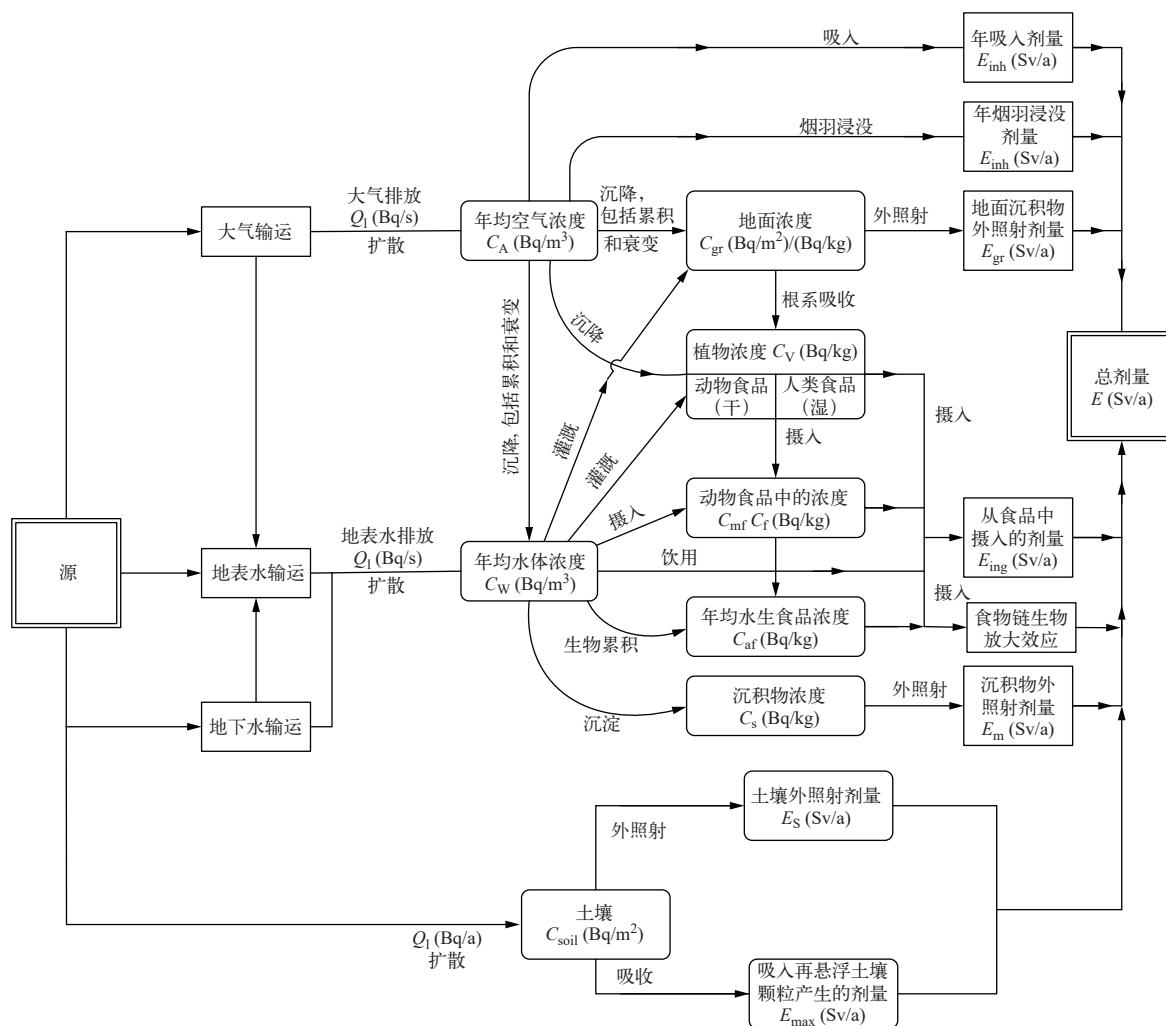 吸入
年吸入剂量
E_inh (Sv/a)
烟羽浸没
年烟羽浸没
剂量
E_inh (Sv/a)
大气输运
大气排放
Q_l (Bq/s)
扩散
年均空气浓度
C_A (Bq/m³)
沉降,
包括累积
和衰变
地面浓度
C_gr (Bq/m²)/(Bq/kg)
外照射
地面沉积物
外照射剂量
E_gr (Sv/a)
沉降, 包括累积和衰变
沉降
根系吸收
植物浓度 C_V (Bq/kg)
动物食品
(干)
人类食品
(湿)
摄入
总剂量
E (Sv/a)
灌溉
灌溉
摄入
摄入
动物食品中的浓度
C_mf C_f (Bq/kg)
源
地表水输运
地表水排放
Q_l (Bq/s)
扩散
年均水体浓度
C_W (Bq/m³)
饮用
从食品中
摄入的剂量
E_ing (Sv/a)
摄入
生物累积
年均水生食品浓度
C_af (Bq/kg)
食物链生物
放大效应
地下水输运
沉淀
沉积物浓度
C_s (Bq/kg)
外照射
沉积物外
照射剂量
E_m (Sv/a)
外照射
土壤外照射剂量
E_S (Sv/a)
Q_l (Bq/a)
扩散
土壤
C_soil (Bq/m²)
吸收
吸入再悬浮土壤
颗粒产生的剂量
E_max (Sv/a)